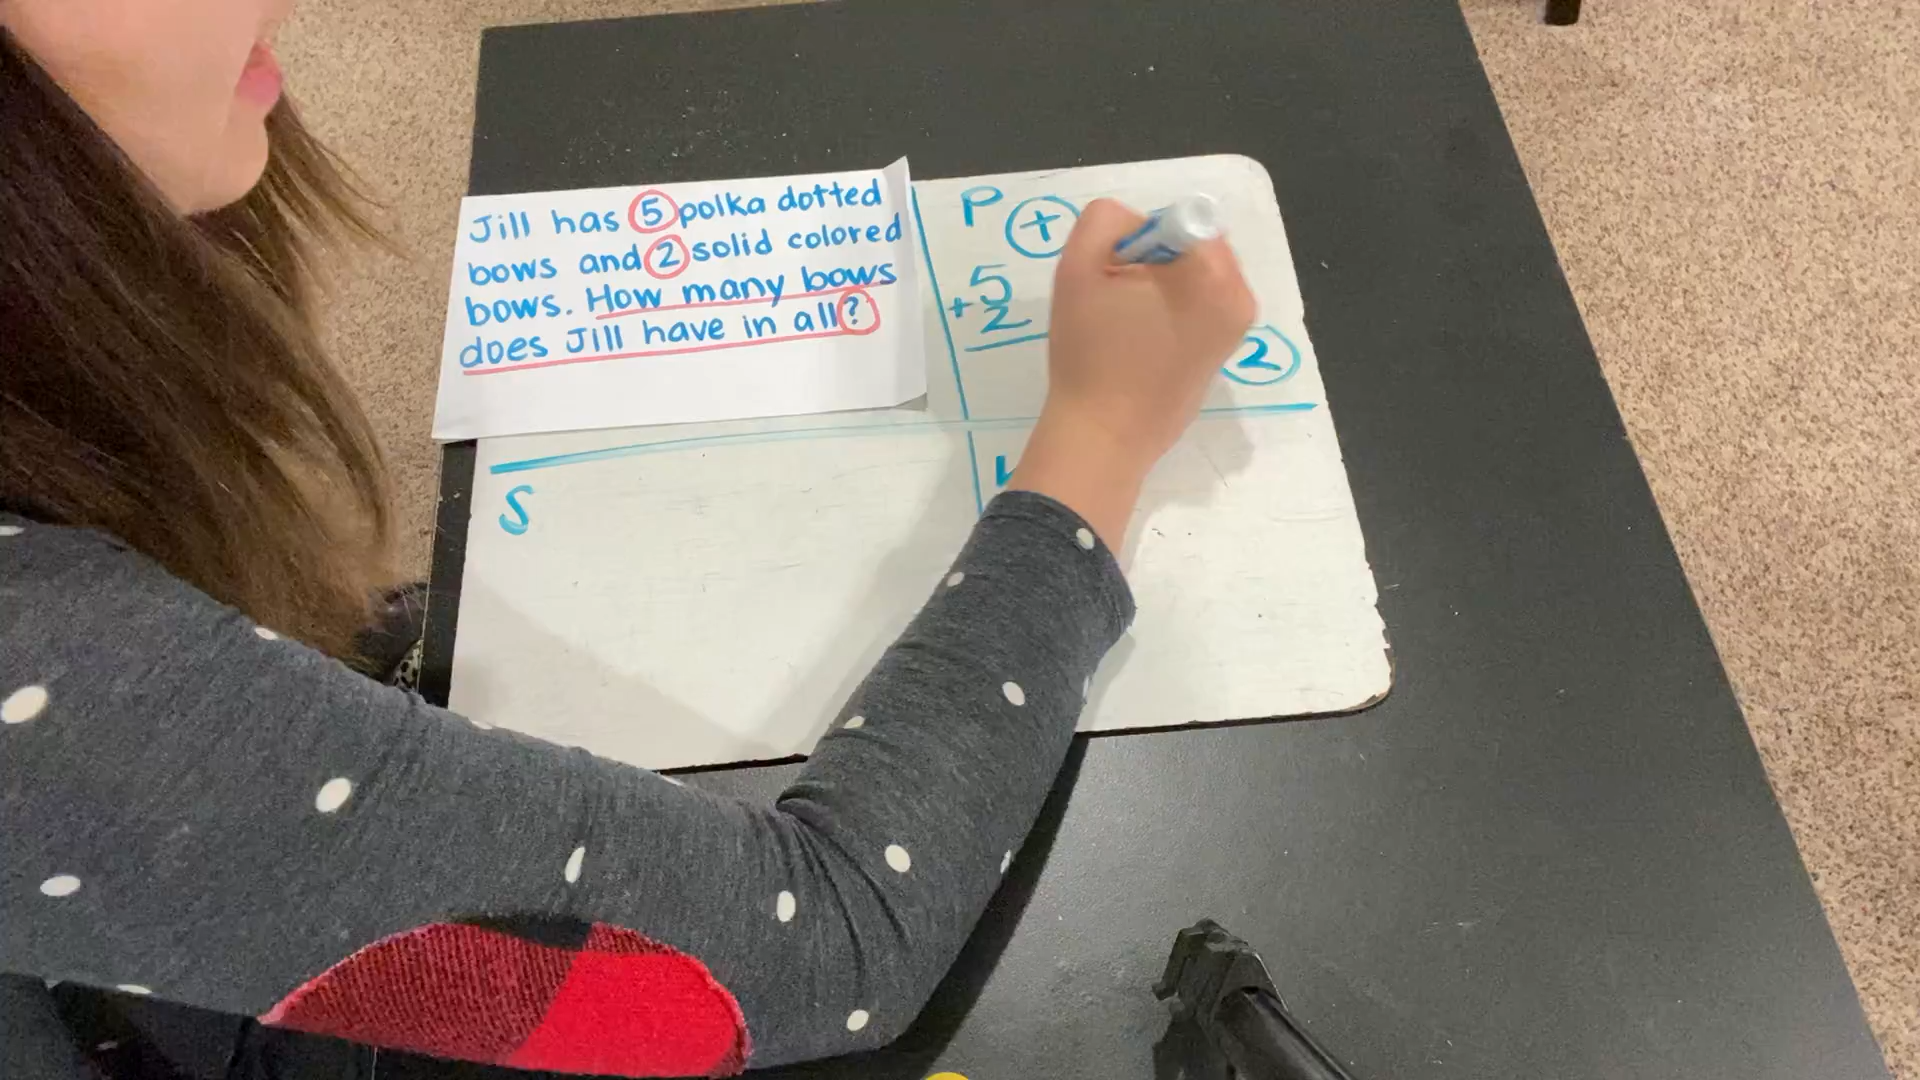 Jill has 5 polka dotted
bows and 2 solid colored
bows. How many bows
does Jill have in all?
P
+
5
+2
2
S